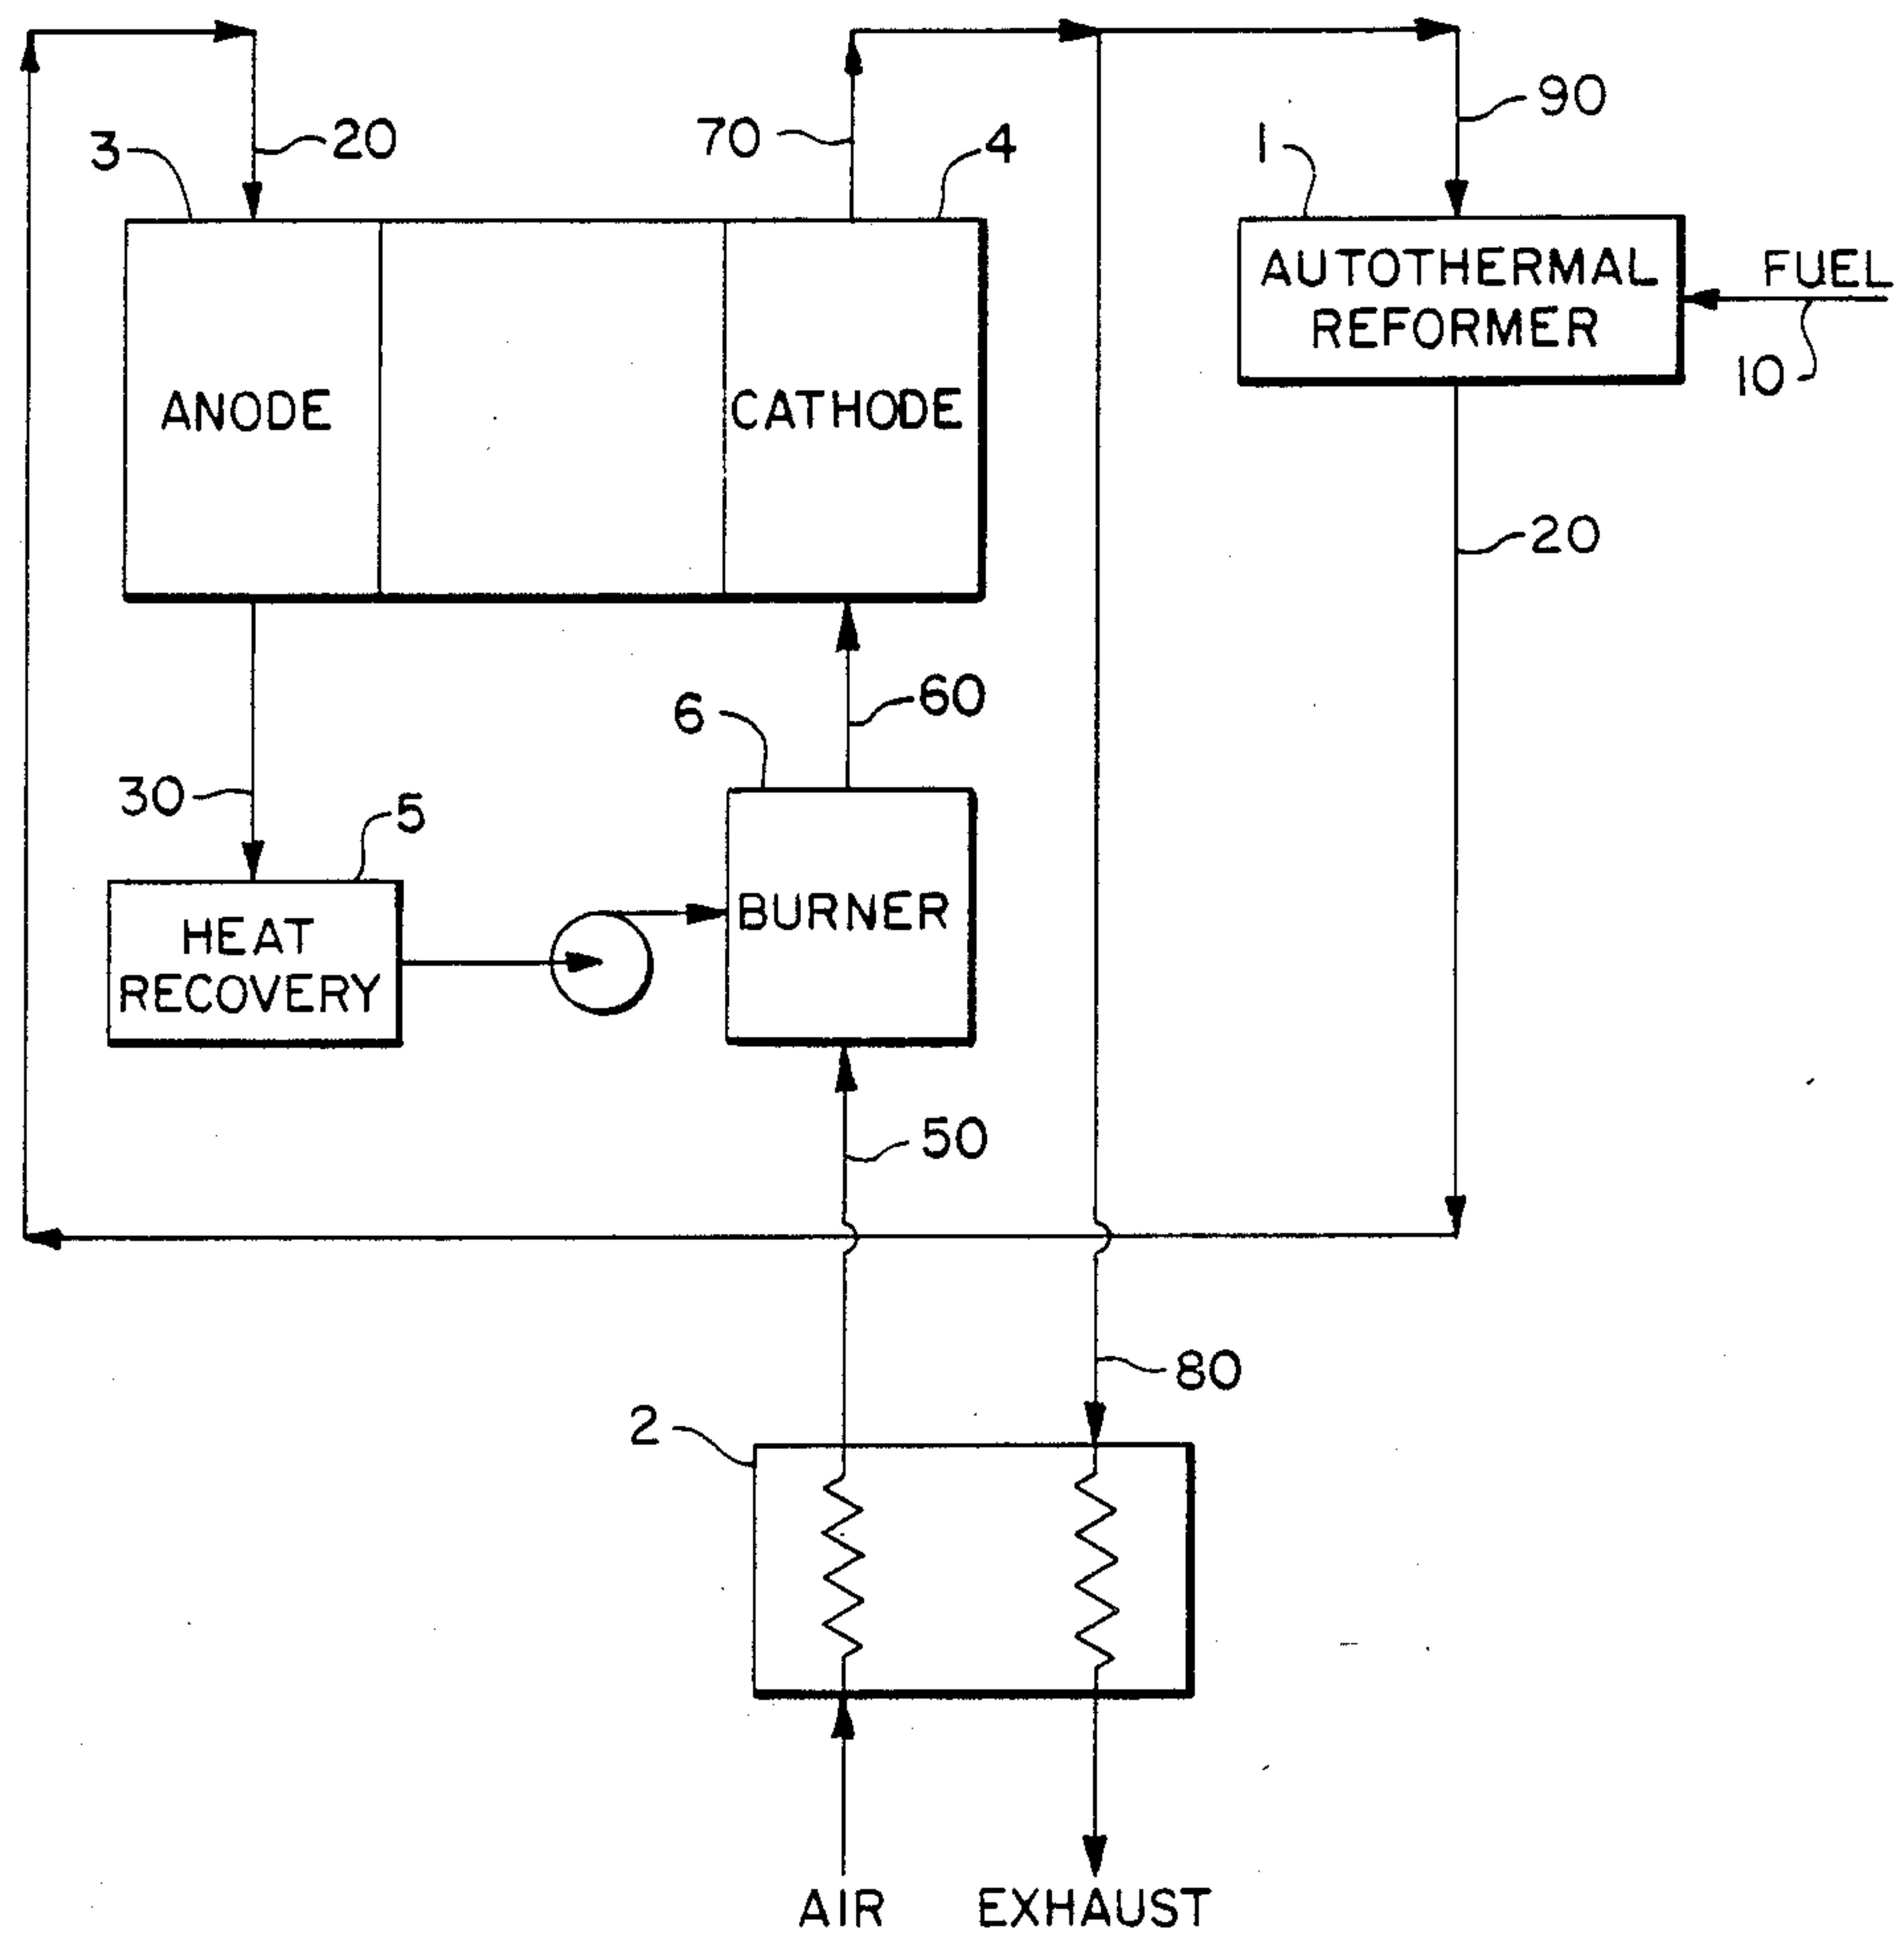 90
3
20
70
4
1
AUTOTHERMAL
REFORMER
FUEL
10
ANODE
CATHODE
20
60
6
30
5
HEAT
RECOVERY
BURNER
50
80
2
AIR
EXHAUST